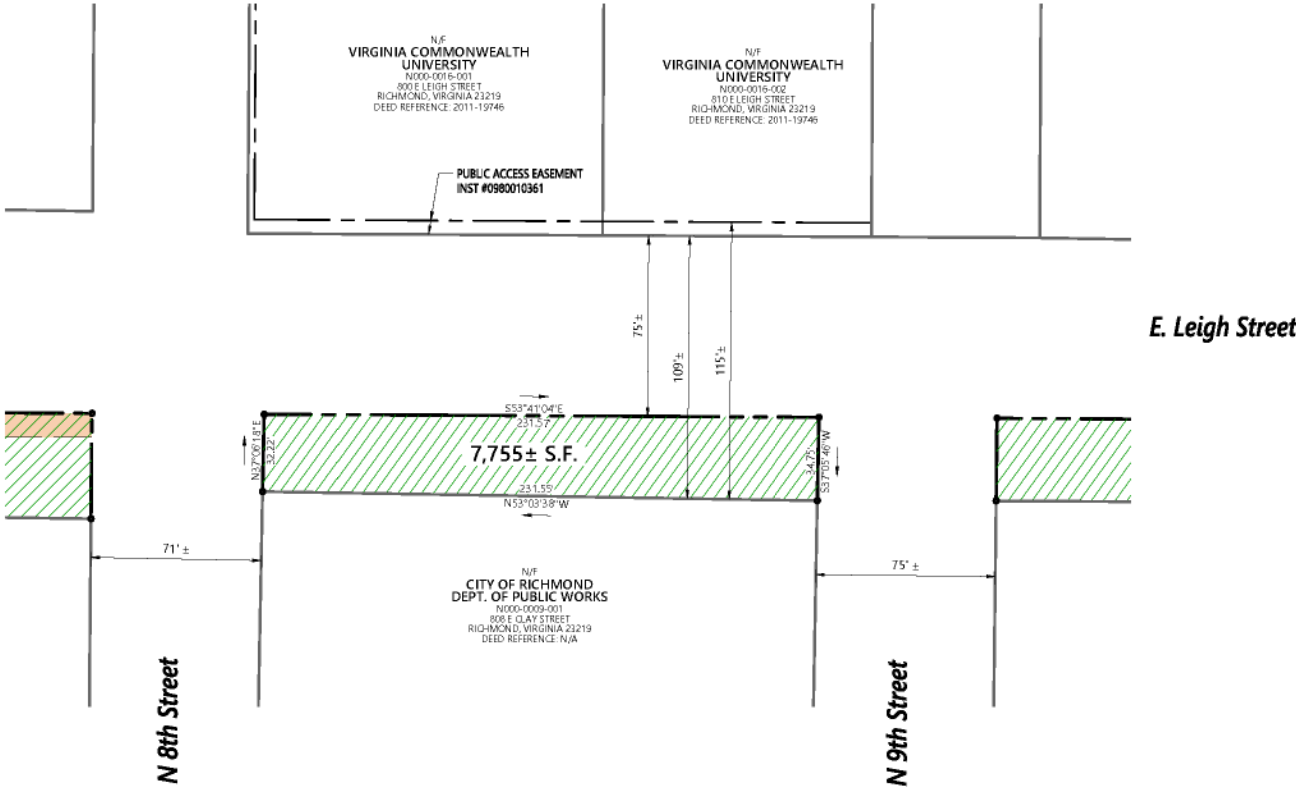 N/F
VIRGINIA COMMONWEALTH
UNIVERSITY
N000-0016-001
800 E LEIGH STREET
RICHMOND, VIRGINIA 23219
DEED REFERENCE: 2011-19746
N/F
VIRGINIA COMMONWEALTH
UNIVERSITY
N000-0016-002
810 E LEIGH STREET
RICHMOND, VIRGINIA 23219
DEED REFERENCE: 2011-19746
PUBLIC ACCESS EASEMENT
INST #0980010361
E. Leigh Street
75'±
109'±
115'±
S53°41'04"E
231.57'
N37°06'18"E
32.22'
7,755± S.F.
34.75'
S37°05'46"W
231.55'
N53°03'38"W
71' ±
75' ±
N/F
CITY OF RICHMOND
DEPT. OF PUBLIC WORKS
N000-0009-001
808 E CLAY STREET
RICHMOND, VIRGINIA 23219
DEED REFERENCE: N/A
N 8th Street
N 9th Street